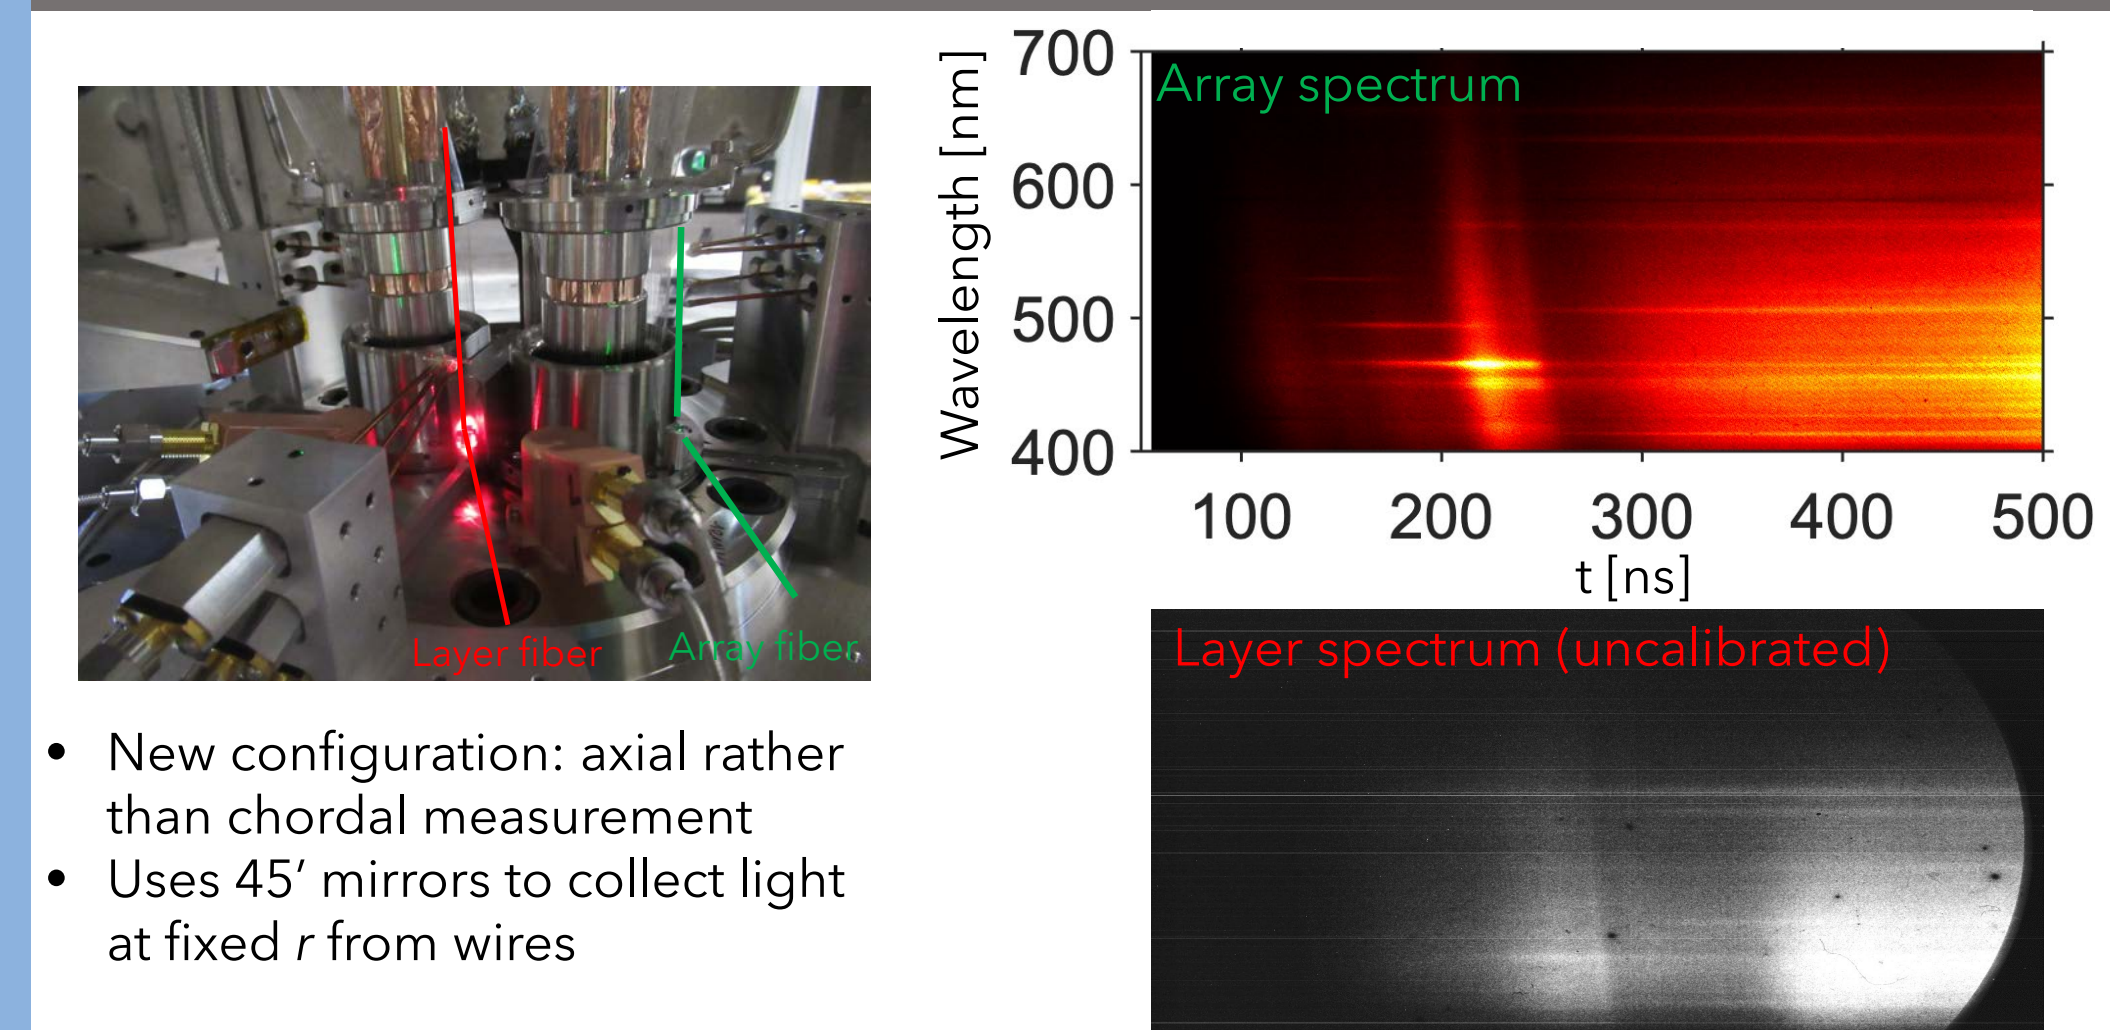 Layer fiber
Array fiber
• New configuration: axial rather
than chordal measurement
• Uses 45’ mirrors to collect light
at fixed r from wires
Array spectrum
Wavelength [nm]
700
600
500
400
100 200 300 400 500
t [ns]
Layer spectrum (uncalibrated)